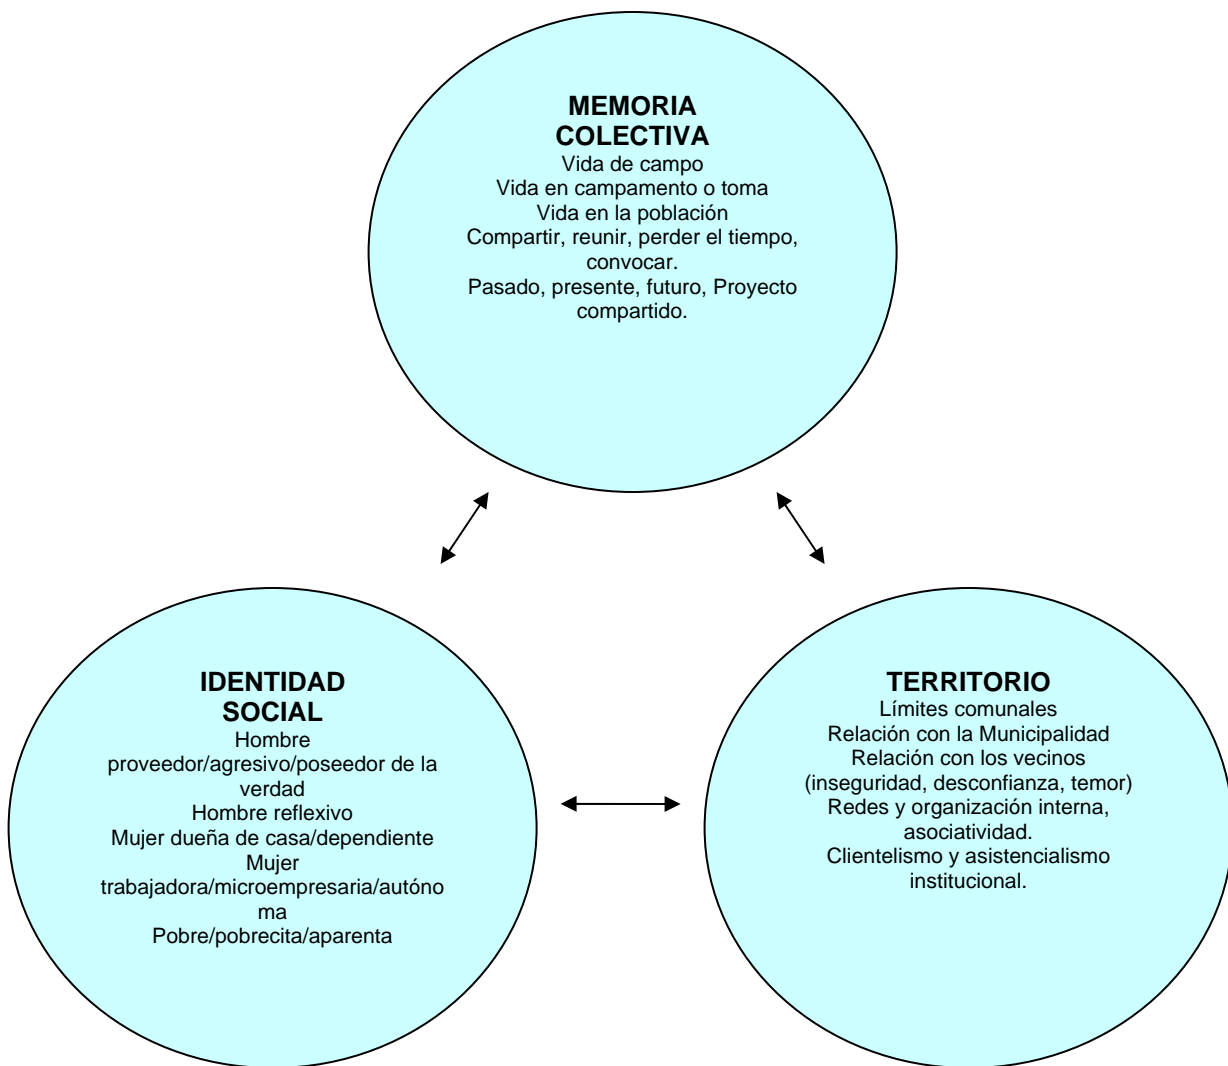 MEMORIA
COLECTIVA
Vida de campo
Vida en campamento o toma
Vida en la población
Compartir, reunir, perder el tiempo,
convocar.
Pasado, presente, futuro, Proyecto
compartido.
IDENTIDAD
SOCIAL
Hombre
proveedor/agresivo/poseedor de la
verdad
Hombre reflexivo
Mujer dueña de casa/dependiente
Mujer
trabajadora/microempresaria/autóno
ma
Pobre/pobrecita/aparenta
TERRITORIO
Límites comunales
Relación con la Municipalidad
Relación con los vecinos
(inseguridad, desconfianza, temor)
Redes y organización interna,
asociatividad.
Clientelismo y asistencialismo
institucional.